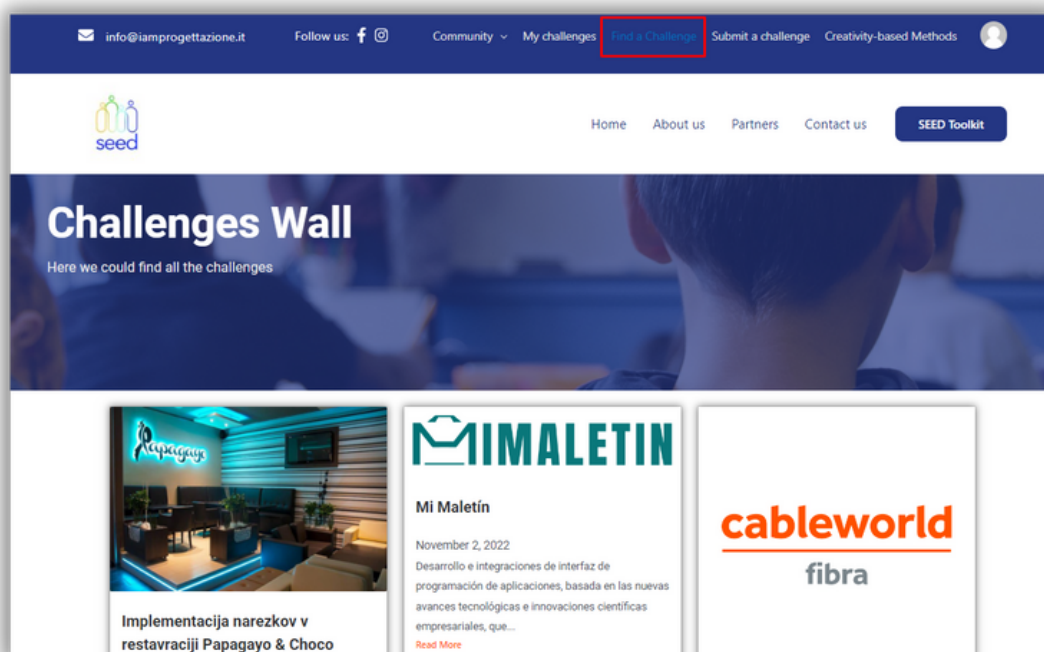 info@iamprogettazione.it Follow us: Community My challenges Find a Challenge Submit a challenge Creativity-based Methods
seed
Home About us Partners Contact us SEED Toolkit
Challenges Wall
Here we could find all the challenges
Papagayo
Implementacija narezkov v
restavraciji Papagayo & Choco
MIMALETIN
Mi Maletín
November 2, 2022
Desarrollo e integraciones de interfaz de
programación de aplicaciones, basada en las nuevas
avances tecnológicas e innovaciones científicas
empresariales, que...
Read More
cableworld
fibra